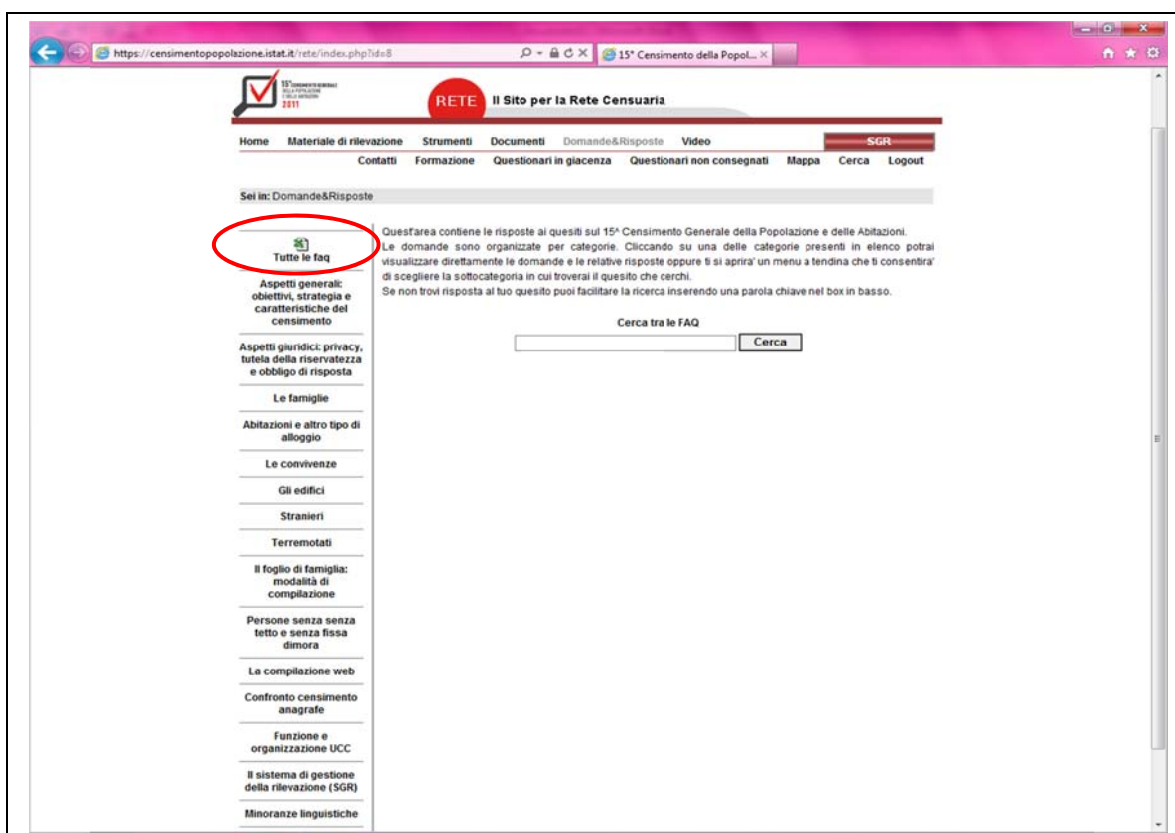 https://censimentopopolazione.istat.it/rete/index.php?id=8
15° Censimento della Popol...
15° CENSIMENTO GENERALE
DELLA POPOLAZIONE
E DELLE ABITAZIONI
2011
RETE
Il Sito per la Rete Censuaria
Home Materiale di rilevazione Strumenti Documenti Domande&Risposte Video SGR
Contatti Formazione Questionari in giacenza Questionari non consegnati Mappa Cerca Logout
Sei in: Domande&Risposte
Tutte le faq
Aspetti generali:
obiettivi, strategia e
caratteristiche del
censimento
Aspetti giuridici: privacy,
tutela della riservatezza
e obbligo di risposta
Le famiglie
Abitazioni e altro tipo di
alloggio
Le convivenze
Gli edifici
Stranieri
Terremotati
Il foglio di famiglia:
modalità di
compilazione
Persone senza senza
tetto e senza fissa
dimora
La compilazione web
Confronto censimento
anagrafe
Funzione e
organizzazione UCC
Il sistema di gestione
della rilevazione (SGR)
Minoranze linguistiche
Quest'area contiene le risposte ai quesiti sul 15^ Censimento Generale della Popolazione e delle Abitazioni.
Le domande sono organizzate per categorie. Cliccando su una delle categorie presenti in elenco potrai
visualizzare direttamente le domande e le relative risposte oppure ti si aprira' un menu a tendina che ti consentira'
di scegliere la sottocategoria in cui troverai il quesito che cerchi.
Se non trovi risposta al tuo quesito puoi facilitare la ricerca inserendo una parola chiave nel box in basso.
Cerca tra le FAQ
Cerca